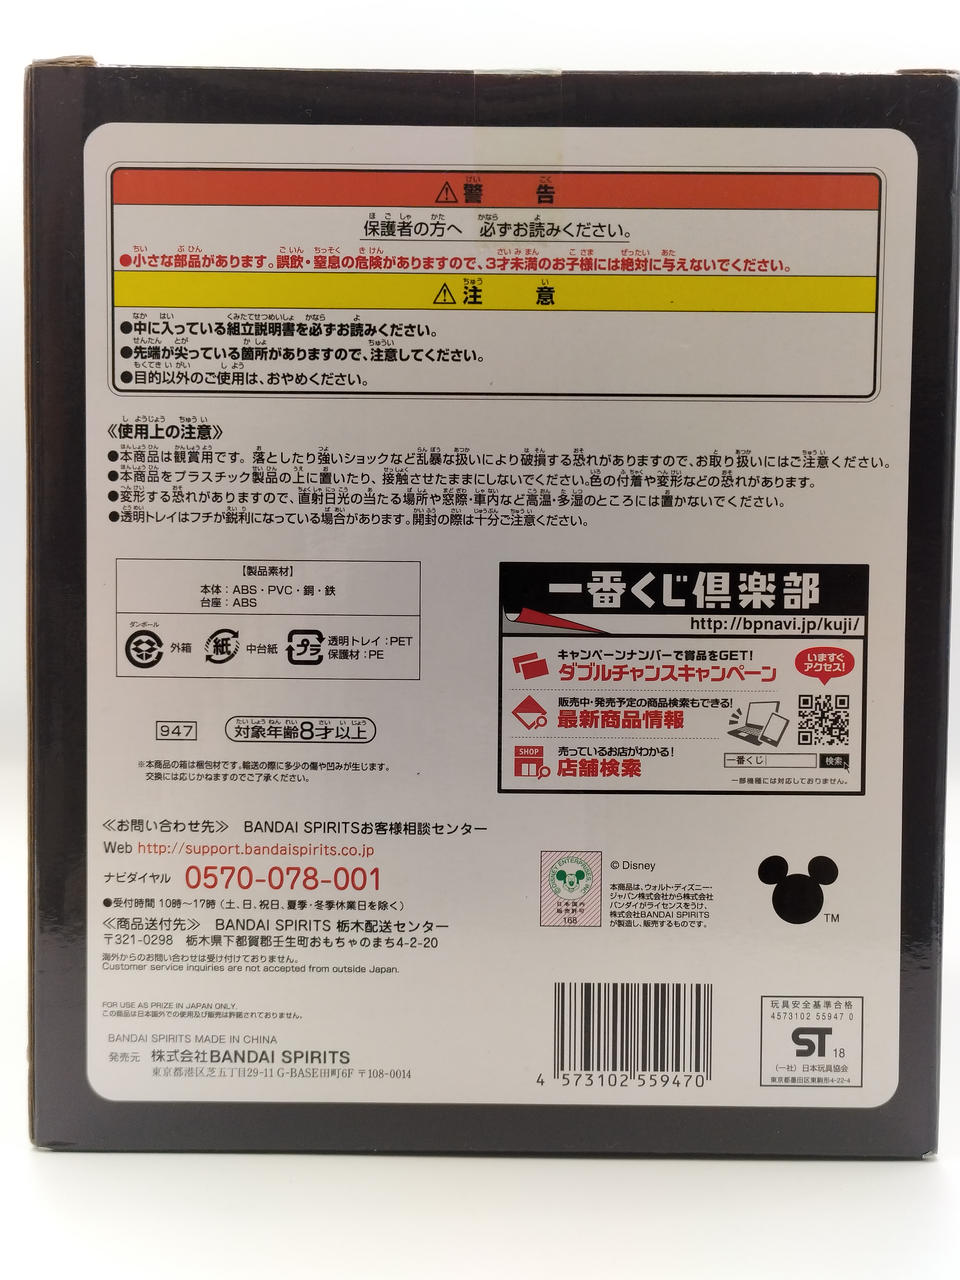 ⚠警告
保護者の方へ 必ずお読みください。
●小さな部品があります。誤飲・窒息の危険がありますので、3才未満のお子様には絶対に与えないでください。
⚠注意
●中に入っている組立説明書を必ずお読みください。
●先端が尖っている箇所がありますので、注意してください。
●目的以外のご使用は、おやめください。
《使用上の注意》
●本商品は観賞用です。落としたり強いショックなど乱暴な扱いにより破損する恐れがありますので、お取り扱いにはご注意ください。
●本商品をプラスチック製品の上に置いたり、接触させたままにしないでください。色の付着や変形などの恐れがあります。
●変形する恐れがありますので、直射日光の当たる場所や窓際・車内など高温・多湿のところには置かないでください。
●透明トレイはフチが鋭利になっている場合があります。開封の際は十分ご注意ください。
【製品素材】
本体:ABS・PVC・銅・鉄
台座:ABS
ダンボール
外箱
紙
中台紙
プラ
透明トレイ:PET
保護材:PE
947
対象年齢8才以上
※本商品の箱は梱包材です。輸送の際に多少の傷や凹みが生じます。
交換には応じかねますのでご了承ください。
一番くじ倶楽部
http://bpnavi.jp/kuji/
キャンペーンナンバーで賞品をGET!
ダブルチャンスキャンペーン
いますぐ
アクセス!
販売中・発売予定の商品検索もできる!
最新商品情報
SHOP
売っているお店がわかる!
店舗検索
一番くじ
検索
一部機種には対応しておりません。
≪お問い合わせ先≫ BANDAI SPIRITSお客様相談センター
Web http://support.bandaispirits.co.jp
ナビダイヤル 0570-078-001
●受付時間 10時〜17時(土、日、祝日、夏季・冬季休業日を除く)
≪商品送付先≫ BANDAI SPIRITS 栃木配送センター
〒321-0298 栃木県下都賀郡壬生町おもちゃのまち4-2-20
海外からのお問い合わせは受け付けておりません。
Customer service inquiries are not accepted from outside Japan.
FOR USE AS PRIZE IN JAPAN ONLY.
この商品は日本国外での使用及び販売は許諾されておりません。
BANDAI SPIRITS MADE IN CHINA
発売元 株式会社BANDAI SPIRITS
東京都港区芝五丁目29-11 G-BASE田町6F 〒108-0014
DISNEY ENTERPRISES, INC.
日本国内
販売許可
168
© Disney
本商品は、ウォルト・ディズニー・
ジャパン株式会社から株式会社
バンダイがライセンスをうけ、
株式会社BANDAI SPIRITS
が製造し、販売するものです。
TM
4 573102 559470
玩具安全基準合格
4573102 55947 0
ST 18
(一社)日本玩具協会
東京都墨田区東駒形4-22-4